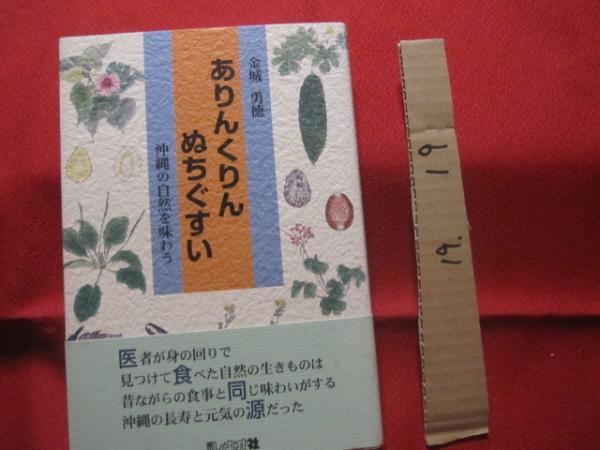 金城 勇徳
ありんくりん
ぬちぐすい
沖縄の自然を味わう
医者が身の回りで
見つけて食べた自然の生きものは
昔ながらの食事と同じ味わいがする
沖縄の長寿と元気の源だった
19
19.